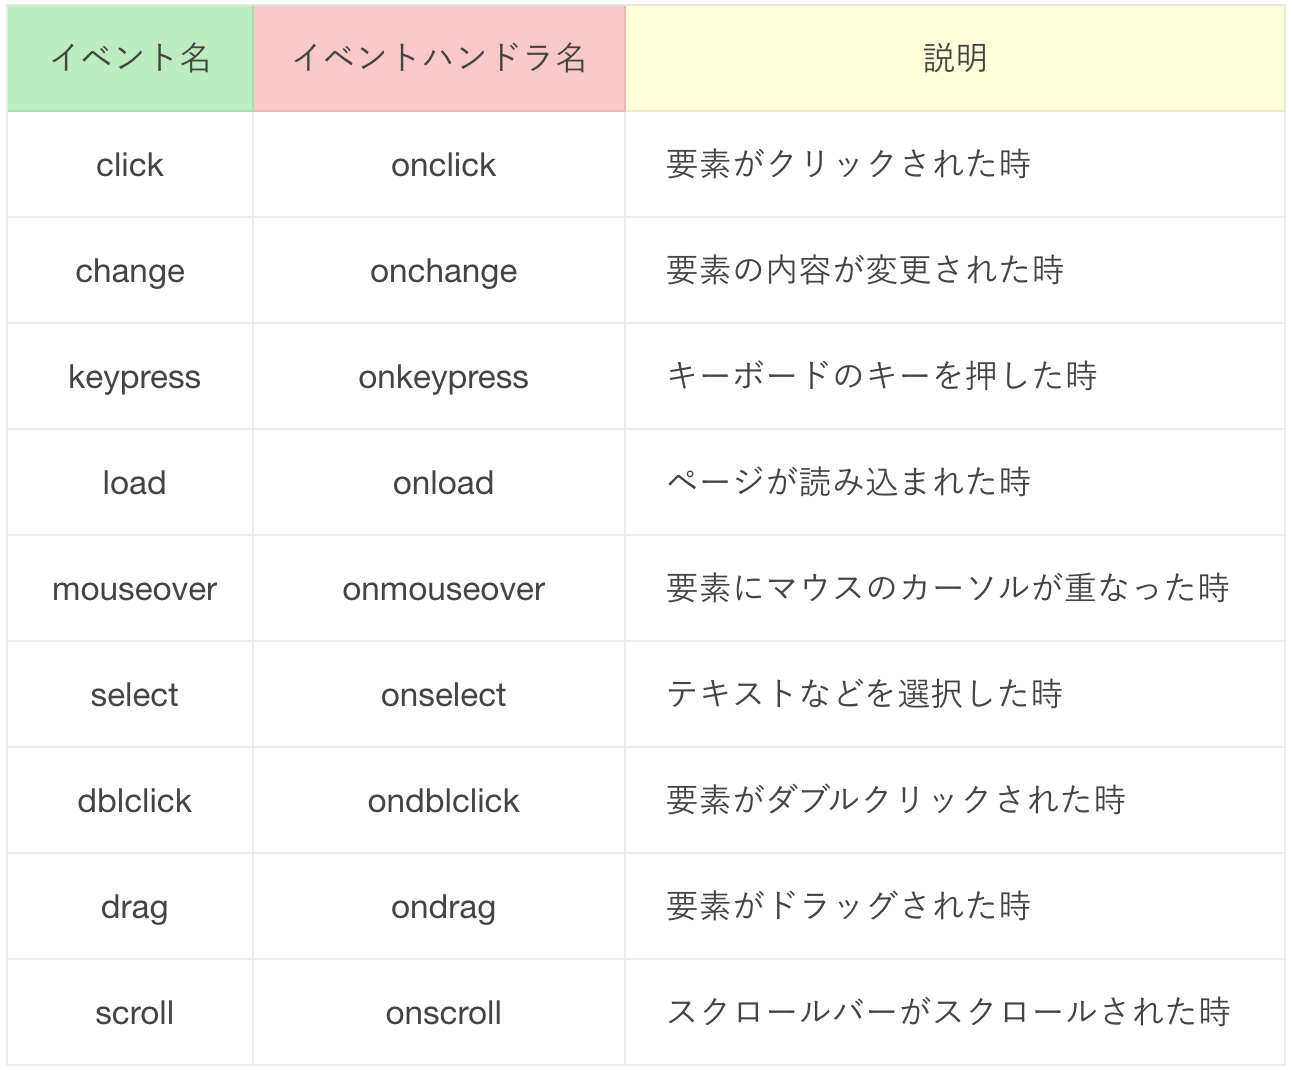 イベント名 イベントハンドラ名 説明
click onclick 要素がクリックされた時
change onchange 要素の内容が変更された時
keypress onkeypress キーボードのキーを押した時
load onload ページが読み込まれた時
mouseover onmouseover 要素にマウスのカーソルが重なった時
select onselect テキストなどを選択した時
dblclick ondblclick 要素がダブルクリックされた時
drag ondrag 要素がドラッグされた時
scroll onscroll スクロールバーがスクロールされた時